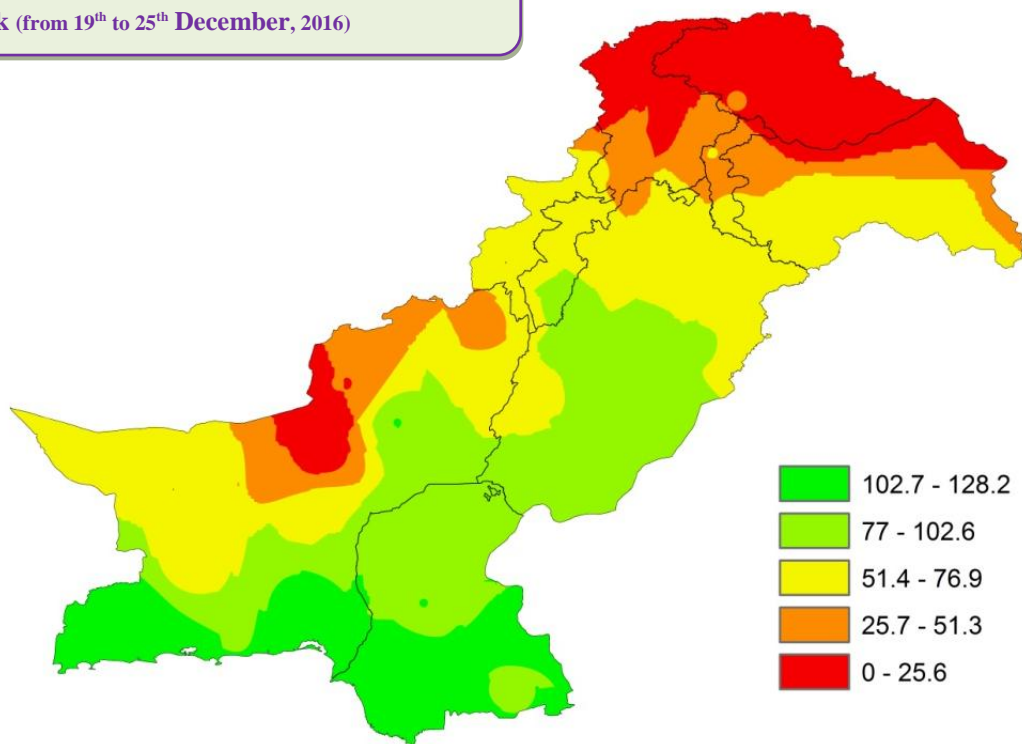 (from 19th to 25th December, 2016)
102.7 - 128.2
77 - 102.6
51.4 - 76.9
25.7 - 51.3
0 - 25.6